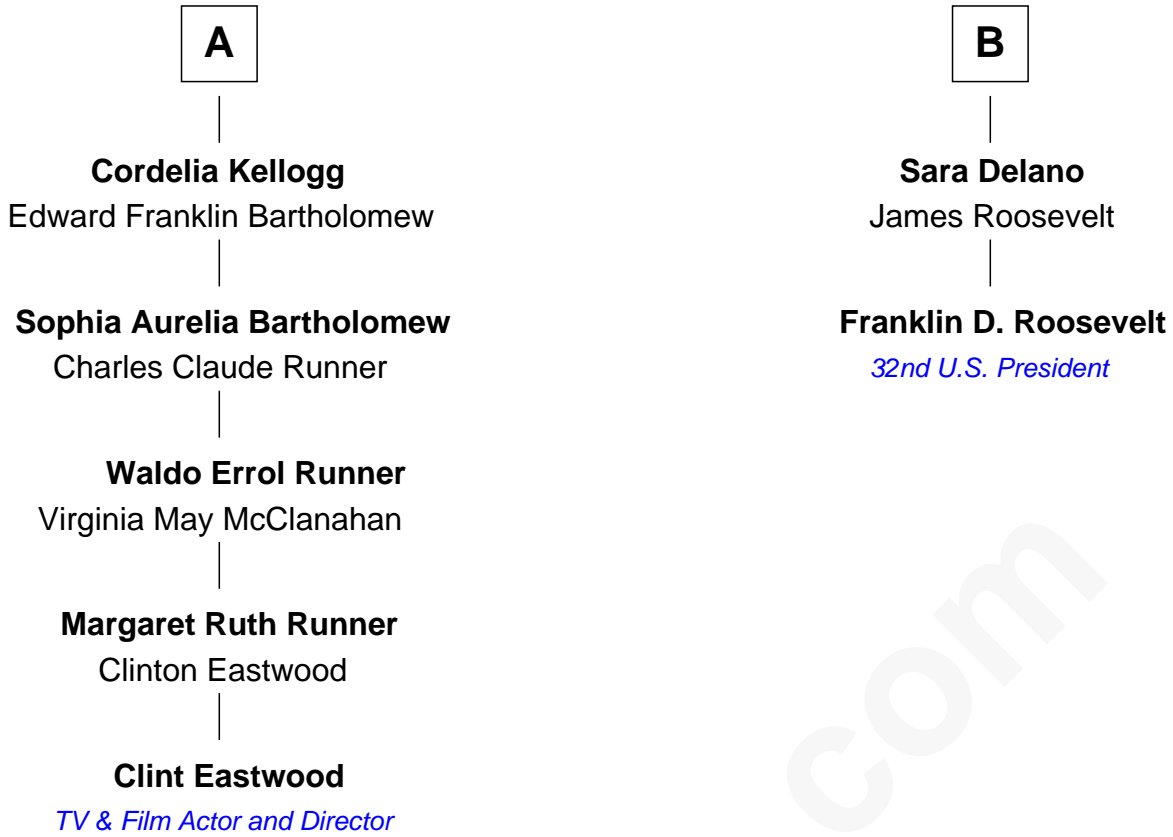 A
Cordelia Kellogg
Edward Franklin Bartholomew
Sophia Aurelia Bartholomew
Charles Claude Runner
Waldo Errol Runner
Virginia May McClanahan
Margaret Ruth Runner
Clinton Eastwood
Clint Eastwood
TV & Film Actor and Director
B
Sara Delano
James Roosevelt
Franklin D. Roosevelt
32nd U.S. President
com